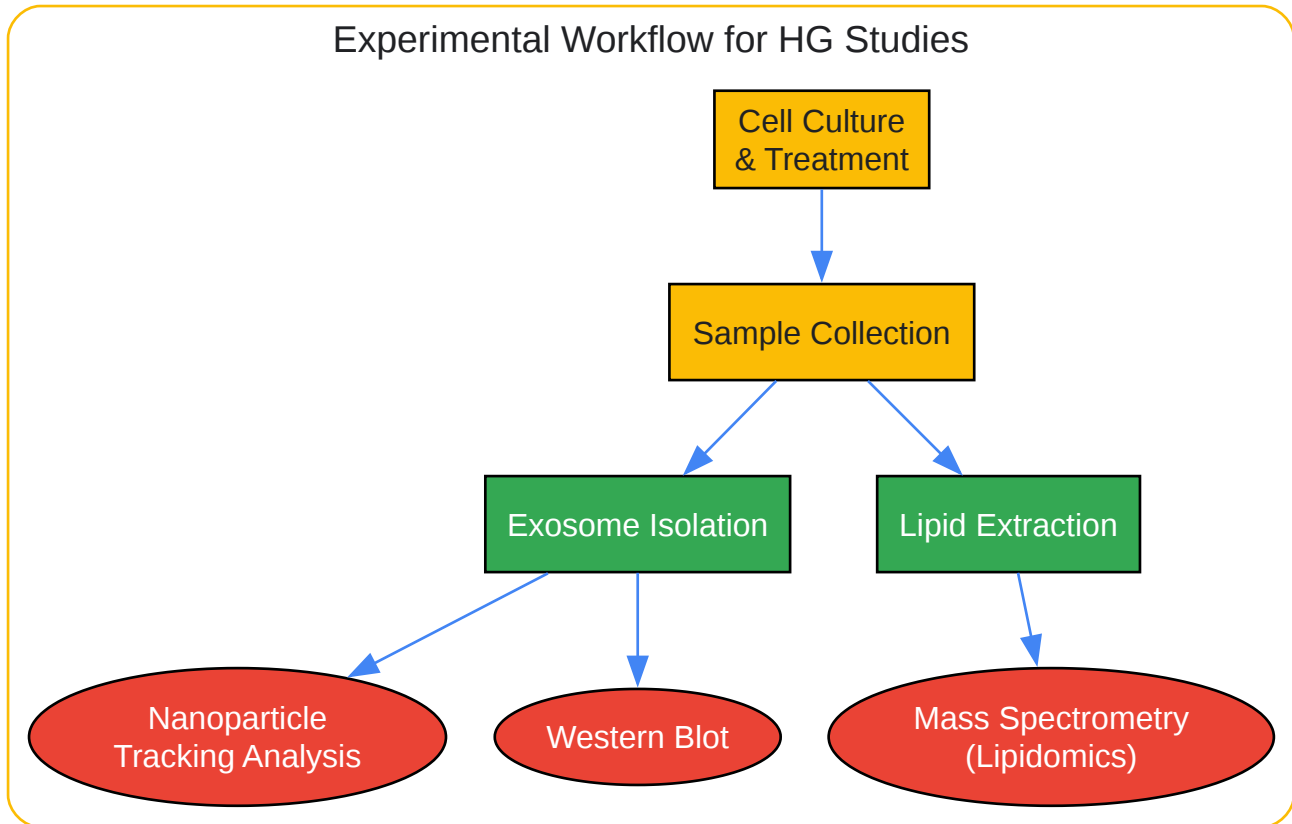 Experimental Workflow for HG Studies
Cell Culture
& Treatment
Sample Collection
Exosome Isolation
Lipid Extraction
Nanoparticle
Tracking Analysis
Western Blot
Mass Spectrometry
(Lipidomics)